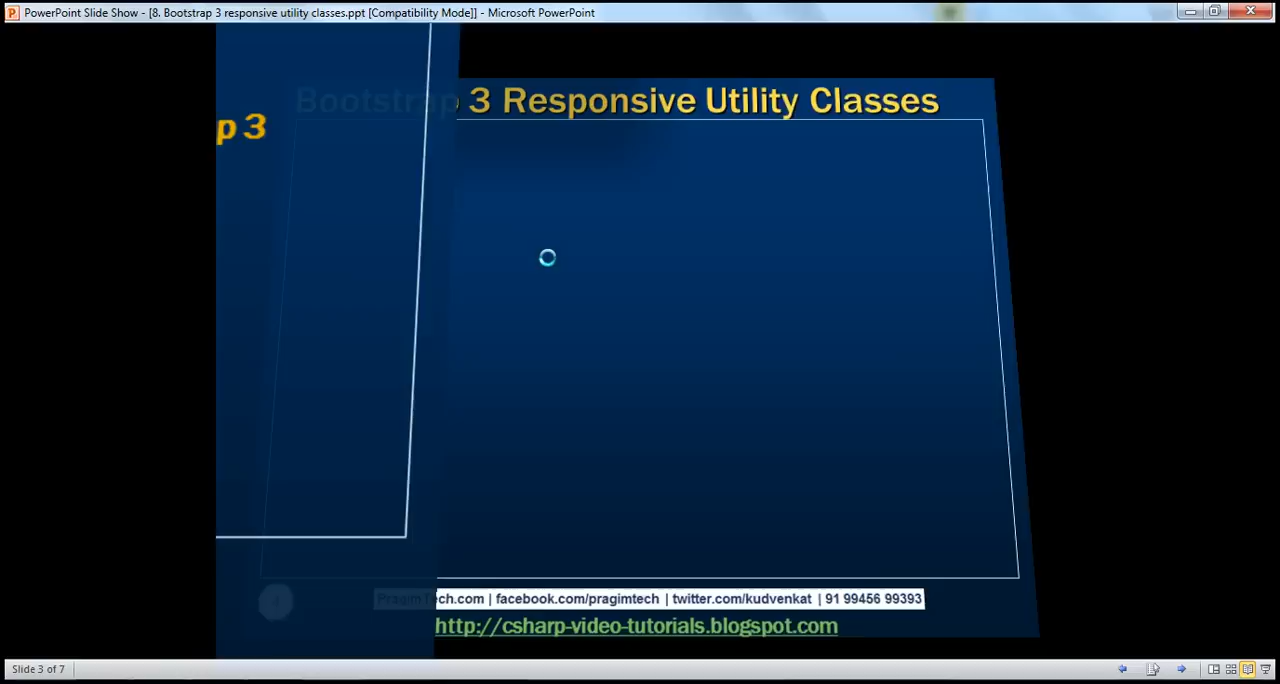 PowerPoint Slide Show - [8. Bootstrap 3 responsive utility classes.ppt [Compatibility Mode]] - Microsoft PowerPoint
Bootstrap 3 Responsive Utility Classes
p 3
PragimTech.com | facebook.com/pragimtech | twitter.com/kudvenkat | 91 99456 99393
http://csharp-video-tutorials.blogspot.com
Slide 3 of 7